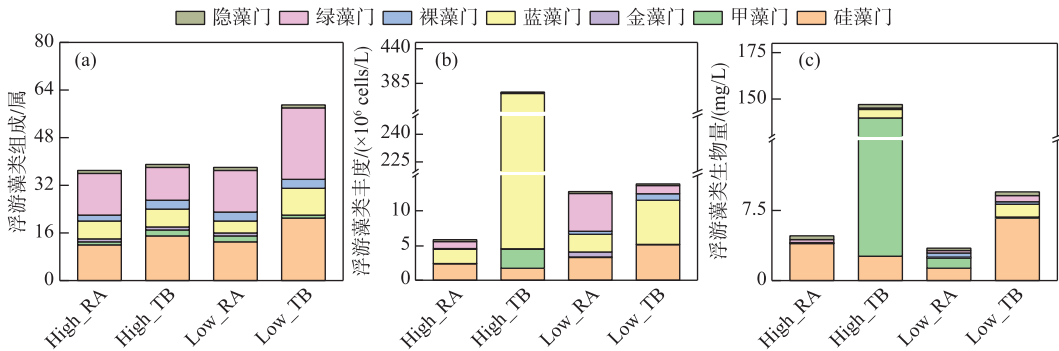 隐藻门 绿藻门 裸藻门 蓝藻门 金藻门 甲藻门 硅藻门
(a)
浮游藻类组成/属
80
64
48
32
16
0
High_RA
High_TB
Low_RA
Low_TB
(b)
浮游藻类丰度/(×10⁶ cells/L)
440
385
240
225
10
5
0
High_RA
High_TB
Low_RA
Low_TB
(c)
浮游藻类生物量/(mg/L)
175
150
7.5
0
High_RA
High_TB
Low_RA
Low_TB